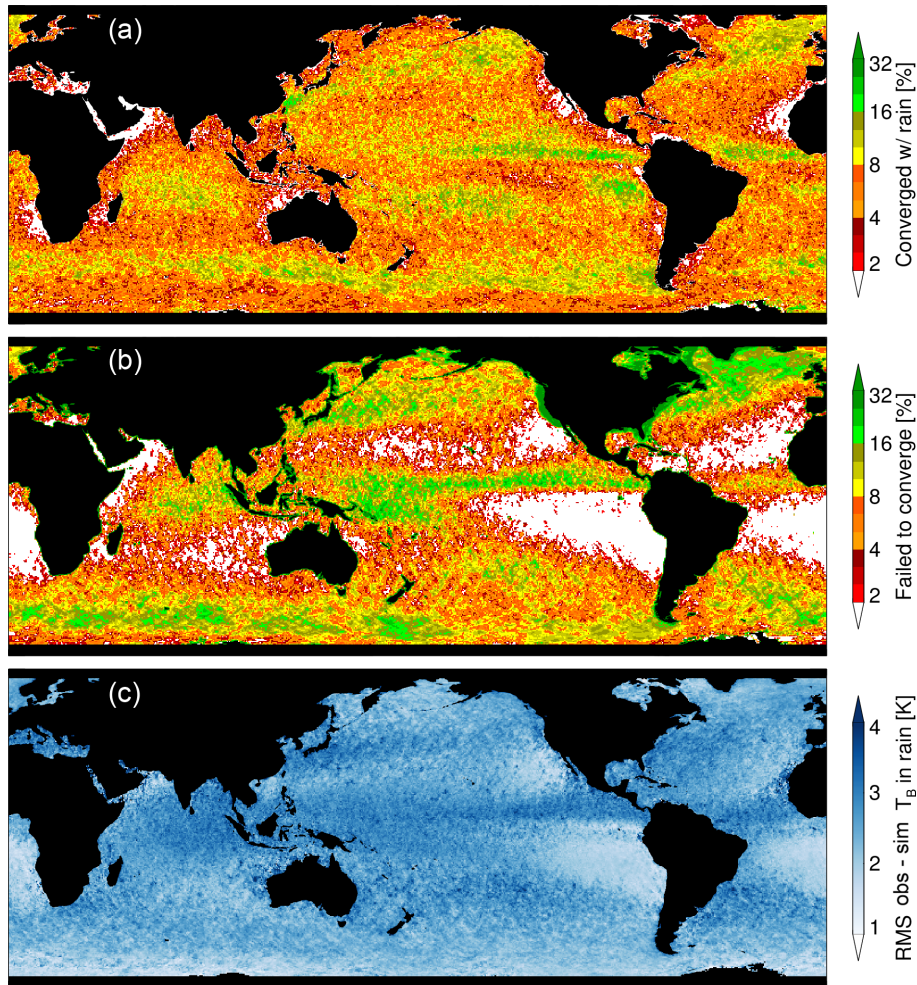 (a)
32
16
8
4
2
Converged w/ rain [%]
(b)
32
16
8
4
2
Failed to converge [%]
(c)
4
3
2
1
RMS obs - sim T_B in rain [K]